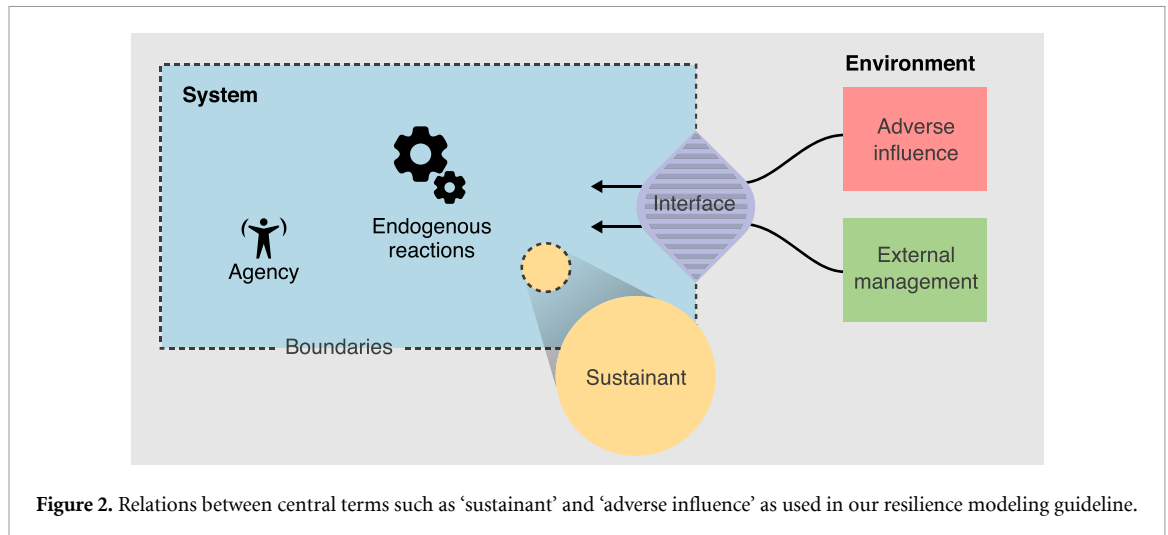 System
Environment
Adverse
influence
Interface
Endogenous
reactions
Agency
External
management
Boundaries
Sustainant
Figure 2. Relations between central terms such as ‘sustainant’ and ‘adverse influence’ as used in our resilience modeling guideline.